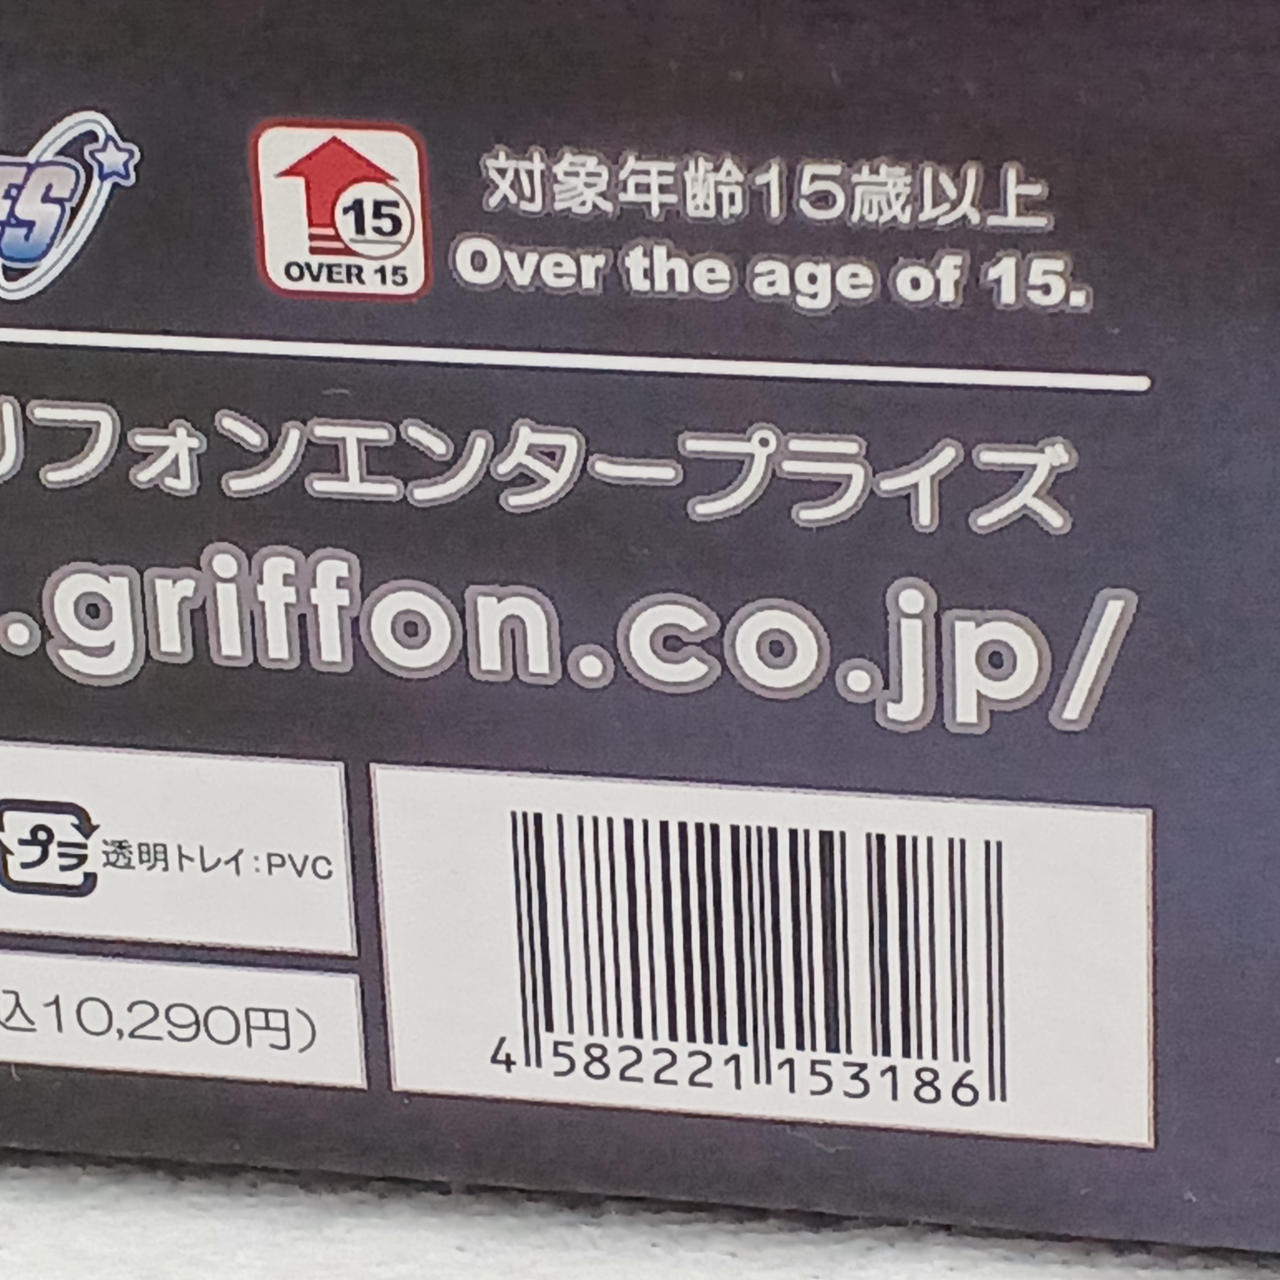 ES
15
OVER 15
対象年齢15歳以上
Over the age of 15.
リフォンエンタープライズ
.griffon.co.jp/
プラ 透明トレイ:PVC
込10,290円)
4 582221 153186